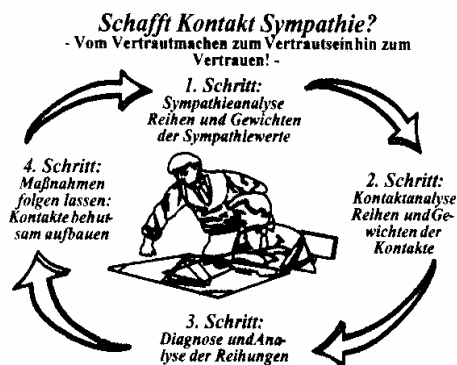 Schafft Kontakt Sympathie?
- Vom Vertrautmachen zum Vertrautseinhin zum
Vertrauen! -
1. Schritt:
Sympathieanalyse
Reihen und Gewichten
der Sympathiewerte
2. Schritt:
Kontaktanalyse
Reihen und Ge-
wichten der
Kontakte
3. Schritt:
Diagnose und Ana-
lyse der Reihungen
4. Schritt:
Maßnahmen
folgen lassen:
Kontakte behut-
sam aufbauen